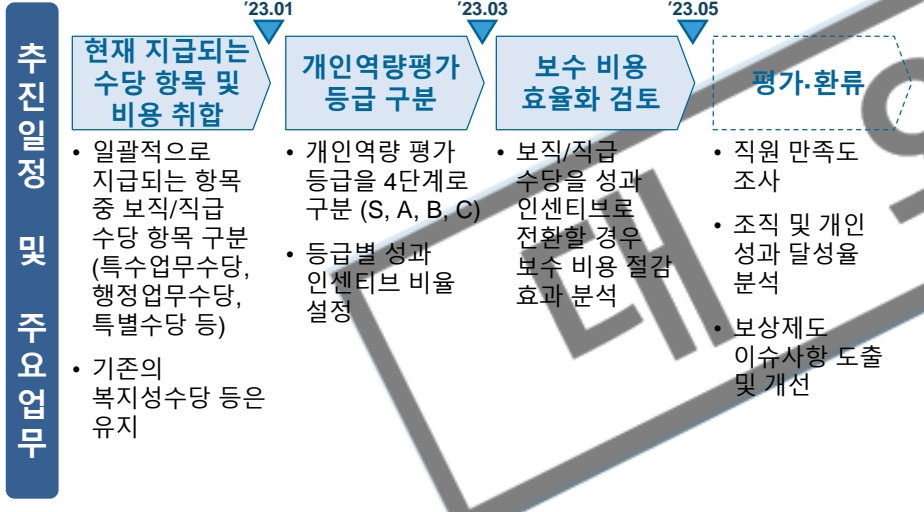 '23.01
'23.03
'23.05
추진일정 및 주요업무
현재 지급되는
수당 항목 및
비용 취합
• 일괄적으로
지급되는 항목
중 보직/직급
수당 항목 구분
(특수업무수당,
행정업무수당,
특별수당 등)
• 기존의
복지성수당 등은
유지
개인역량평가
등급 구분
• 개인역량 평가
등급을 4단계로
구분 (S, A, B, C)
• 등급별 성과
인센티브 비율
설정
보수 비용
효율화 검토
• 보직/직급
수당을 성과
인센티브로
전환할 경우
보수 비용 절감
효과 분석
평가·환류
• 직원 만족도
조사
• 조직 및 개인
성과 달성율
분석
• 보상제도
이슈사항 도출
및 개선
대